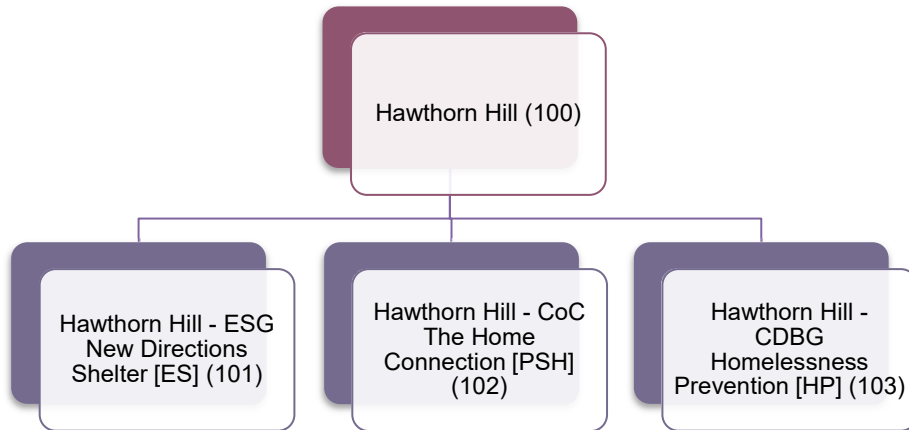 Hawthorn Hill (100)
Hawthorn Hill - ESG
New Directions
Shelter [ES] (101)
Hawthorn Hill - CoC
The Home
Connection [PSH]
(102)
Hawthorn Hill -
CDBG
Homelessness
Prevention [HP] (103)